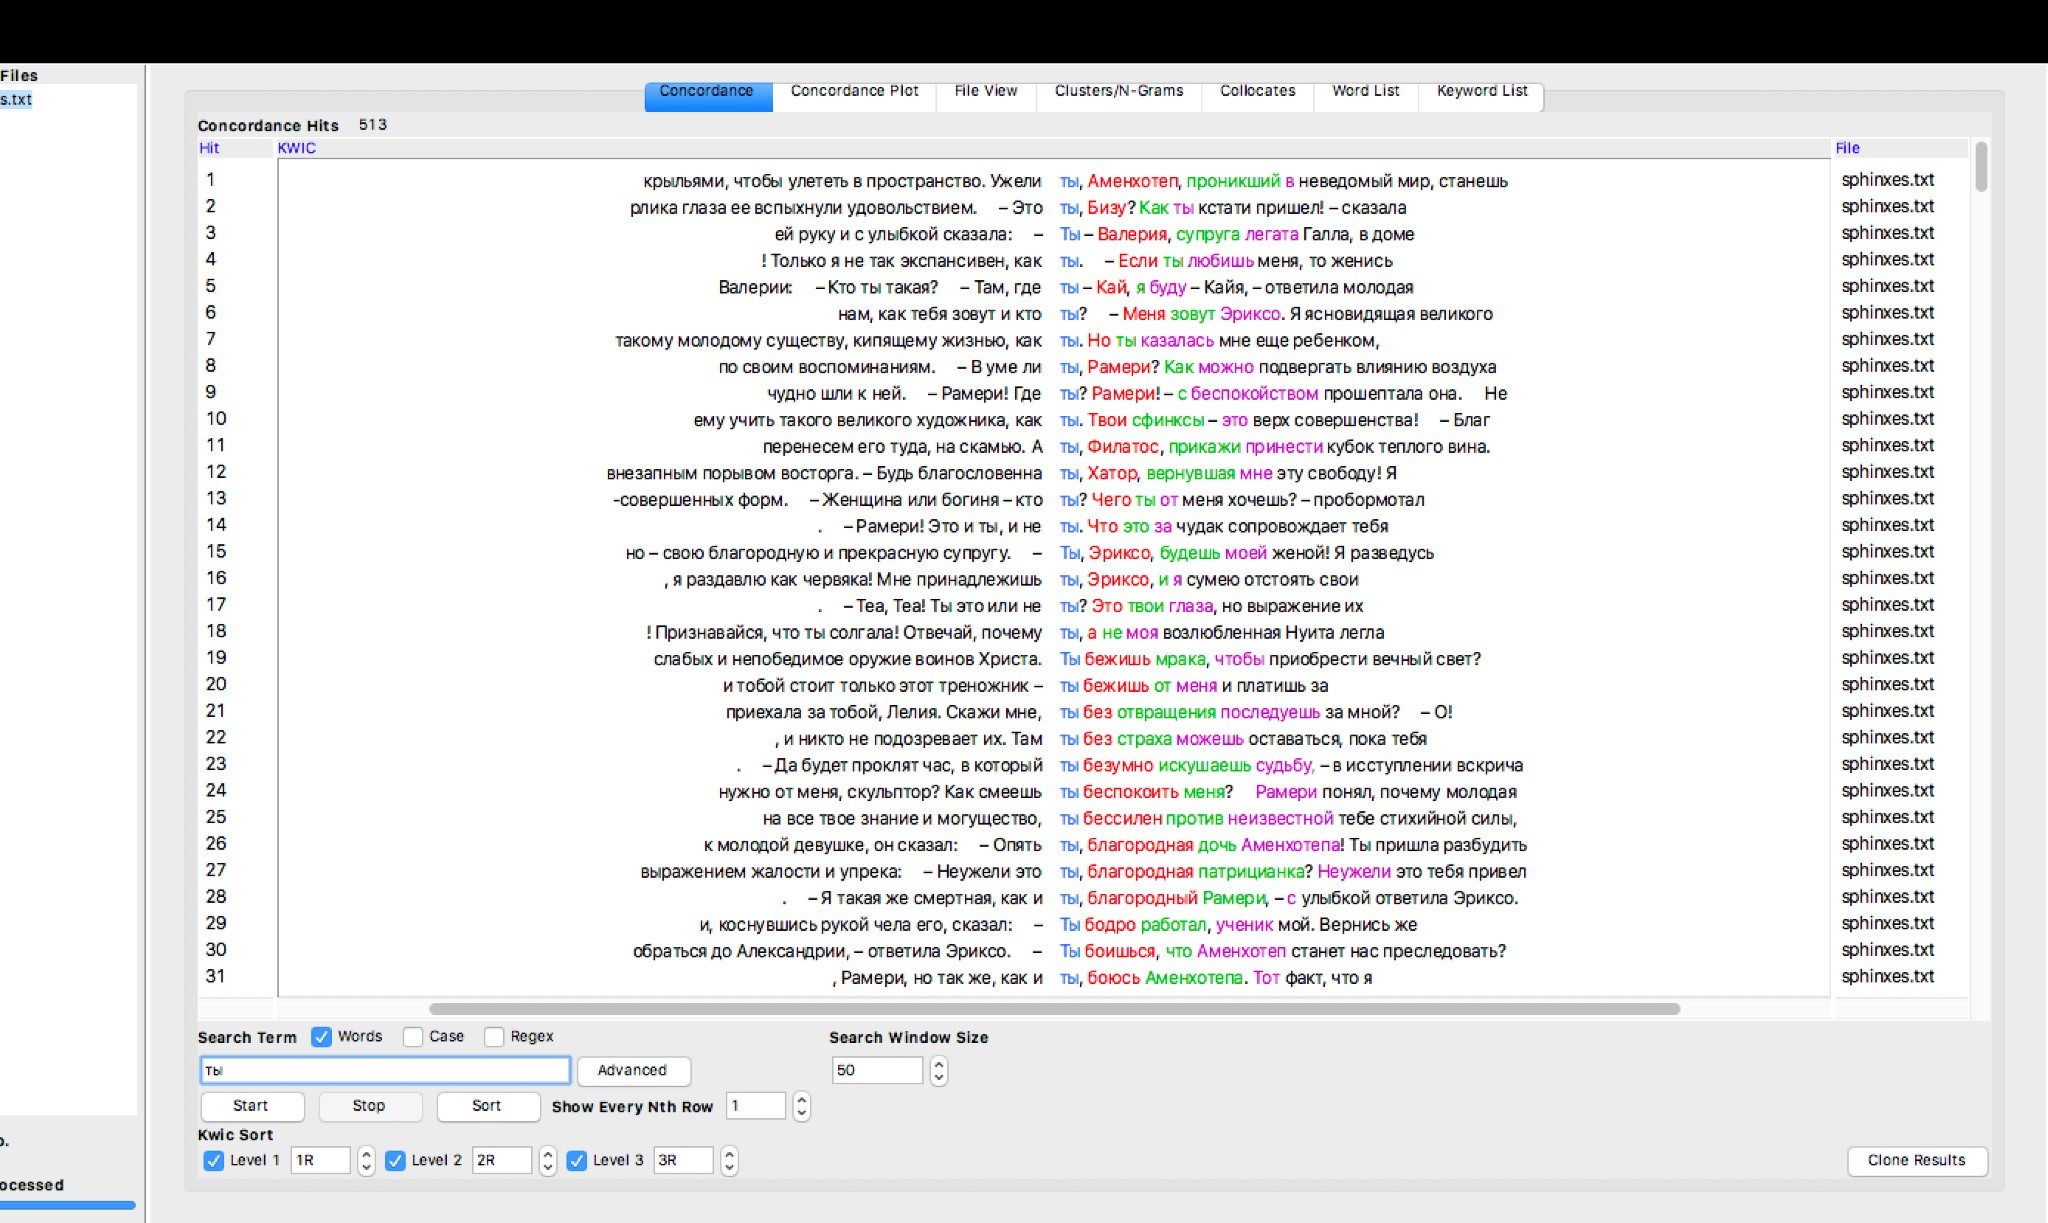 Files
s.txt
Concordance Concordance Plot File View Clusters/N-Grams Collocates Word List Keyword List
Concordance Hits 513
Hit KWIC File
1 крыльями, чтобы улететь в пространство. Ужели ты, Аменхотеп, проникший в неведомый мир, станешь sphinxes.txt
2 рлика глаза ее вспыхнули удовольствием. – Это ты, Бизу? Как ты кстати пришел! – сказала sphinxes.txt
3 ей руку и с улыбкой сказала: – Ты – Валерия, супруга легата Галла, в доме sphinxes.txt
4 ! Только я не так экспансивен, как ты. – Если ты любишь меня, то женись sphinxes.txt
5 Валерии: – Кто ты такая? – Там, где ты – Кай, я буду – Кайя, – ответила молодая sphinxes.txt
6 нам, как тебя зовут и кто ты? – Меня зовут Эриксо. Я ясновидящая великого sphinxes.txt
7 такому молодому существу, кипящему жизнью, как ты. Но ты казалась мне еще ребенком, sphinxes.txt
8 по своим воспоминаниям. – В уме ли ты, Рамери? Как можно подвергать влиянию воздуха sphinxes.txt
9 чудно шли к ней. – Рамери! Где ты? Рамери! – с беспокойством прошептала она. Не sphinxes.txt
10 ему учить такого великого художника, как ты. Твои сфинксы – это верх совершенства! – Благ sphinxes.txt
11 перенесем его туда, на скамью. А ты, Филатос, прикажи принести кубок теплого вина. sphinxes.txt
12 внезапным порывом восторга. – Будь благословенна ты, Хатор, вернувшая мне эту свободу! Я sphinxes.txt
13 -совершенных форм. – Женщина или богиня – кто ты? Чего ты от меня хочешь? – пробормотал sphinxes.txt
14 . – Рамери! Это и ты, и не ты. Что это за чудак сопровождает тебя sphinxes.txt
15 но – свою благородную и прекрасную супругу. – Ты, Эриксо, будешь моей женой! Я разведусь sphinxes.txt
16 , я раздавлю как червяка! Мне принадлежишь ты, Эриксо, и я сумею отстоять свои sphinxes.txt
17 . – Теа, Теа! Ты это или не ты? Это твои глаза, но выражение их sphinxes.txt
18 ! Признавайся, что ты солгала! Отвечай, почему ты, а не моя возлюбленная Нуита легла sphinxes.txt
19 слабых и непобедимое оружие воинов Христа. Ты бежишь мрака, чтобы приобрести вечный свет? sphinxes.txt
20 и тобой стоит только этот треножник – ты бежишь от меня и платишь за sphinxes.txt
21 приехала за тобой, Лелия. Скажи мне, ты без отвращения последуешь за мной? – О! sphinxes.txt
22 , и никто не подозревает их. Там ты без страха можешь оставаться, пока тебя sphinxes.txt
23 . – Да будет проклят час, в который ты безумно искушаешь судьбу, – в исступлении вскрича sphinxes.txt
24 нужно от меня, скульптор? Как смеешь ты беспокоить меня? Рамери понял, почему молодая sphinxes.txt
25 на все твое знание и могущество, ты бессилен против неизвестной тебе стихийной силы, sphinxes.txt
26 к молодой девушке, он сказал: – Опять ты, благородная дочь Аменхотепа! Ты пришла разбудить sphinxes.txt
27 выражением жалости и упрека: – Неужели это ты, благородная патрицианка? Неужели это тебя привел sphinxes.txt
28 . – Я такая же смертная, как и ты, благородный Рамери, – с улыбкой ответила Эриксо. sphinxes.txt
29 и, коснувшись рукой чела его, сказал: – Ты бодро работал, ученик мой. Вернись же sphinxes.txt
30 обраться до Александрии, – ответила Эриксо. – Ты боишься, что Аменхотеп станет нас преследовать? sphinxes.txt
31 , Рамери, но так же, как и ты, боюсь Аменхотепа. Тот факт, что я sphinxes.txt
Search Term Words Case Regex Search Window Size
ты Advanced 50
Start Stop Sort Show Every Nth Row 1
Kwic Sort
Level 1 1R Level 2 2R Level 3 3R Clone Results
o.
ocessed